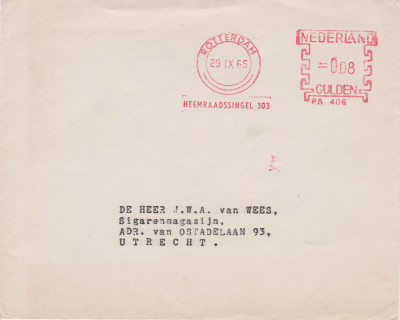 ROTTERDAM
29 IX 65
HEEMRAADSSINGEL 303
NEDERLAND
=0.08
GULDEN
P.B. 406
DE HEER J.W.A. van WEES,
Sigarenmagazijn,
ADR. van OSTADELAAN 93,
UTRECHT.